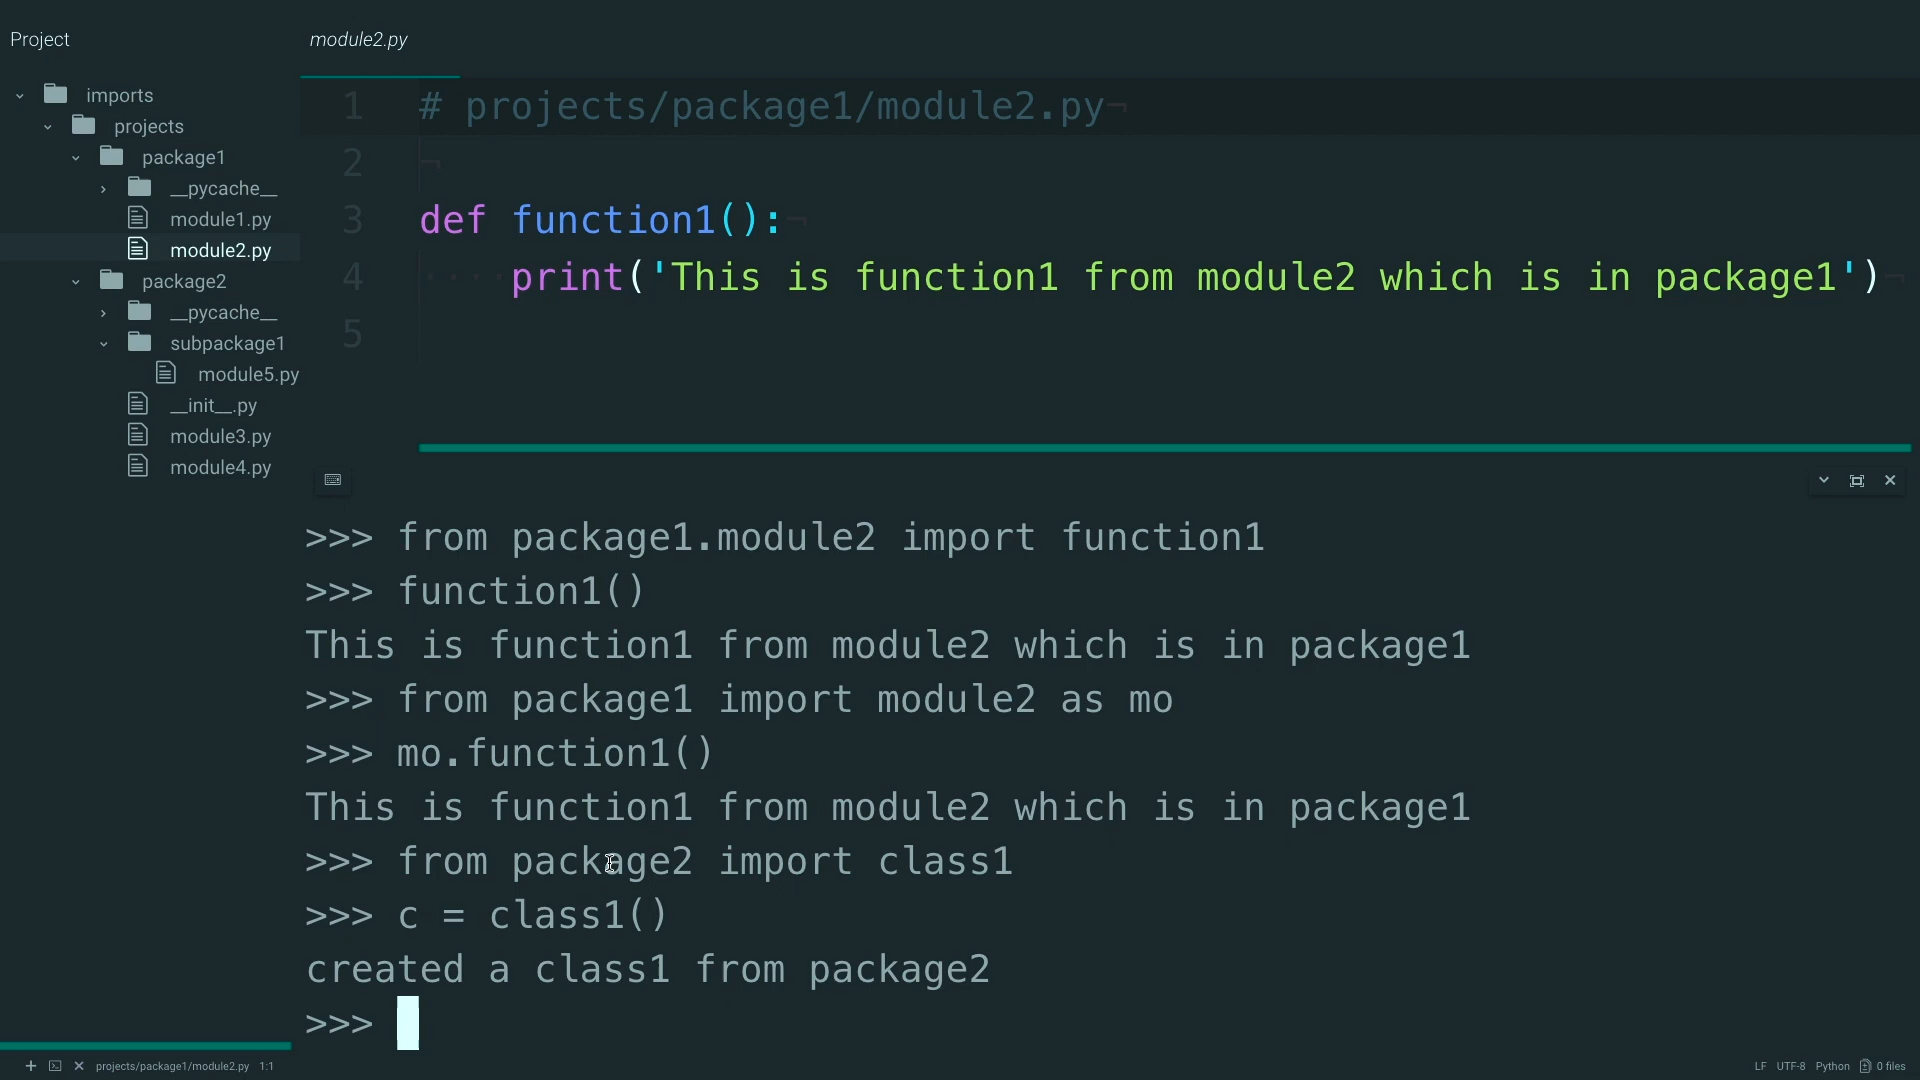 Project
module2.py
imports
projects
package1
__pycache__
module1.py
module2.py
package2
__pycache__
subpackage1
module5.py
__init__.py
module3.py
module4.py
1 # projects/package1/module2.py¬
2 ¬
3 def function1():¬
4 ····print('This is function1 from module2 which is in package1')¬
5
>>> from package1.module2 import function1
>>> function1()
This is function1 from module2 which is in package1
>>> from package1 import module2 as mo
>>> mo.function1()
This is function1 from module2 which is in package1
>>> from package2 import class1
>>> c = class1()
created a class1 from package2
>>>
projects/package1/module2.py 1:1
LF UTF-8 Python 0 files